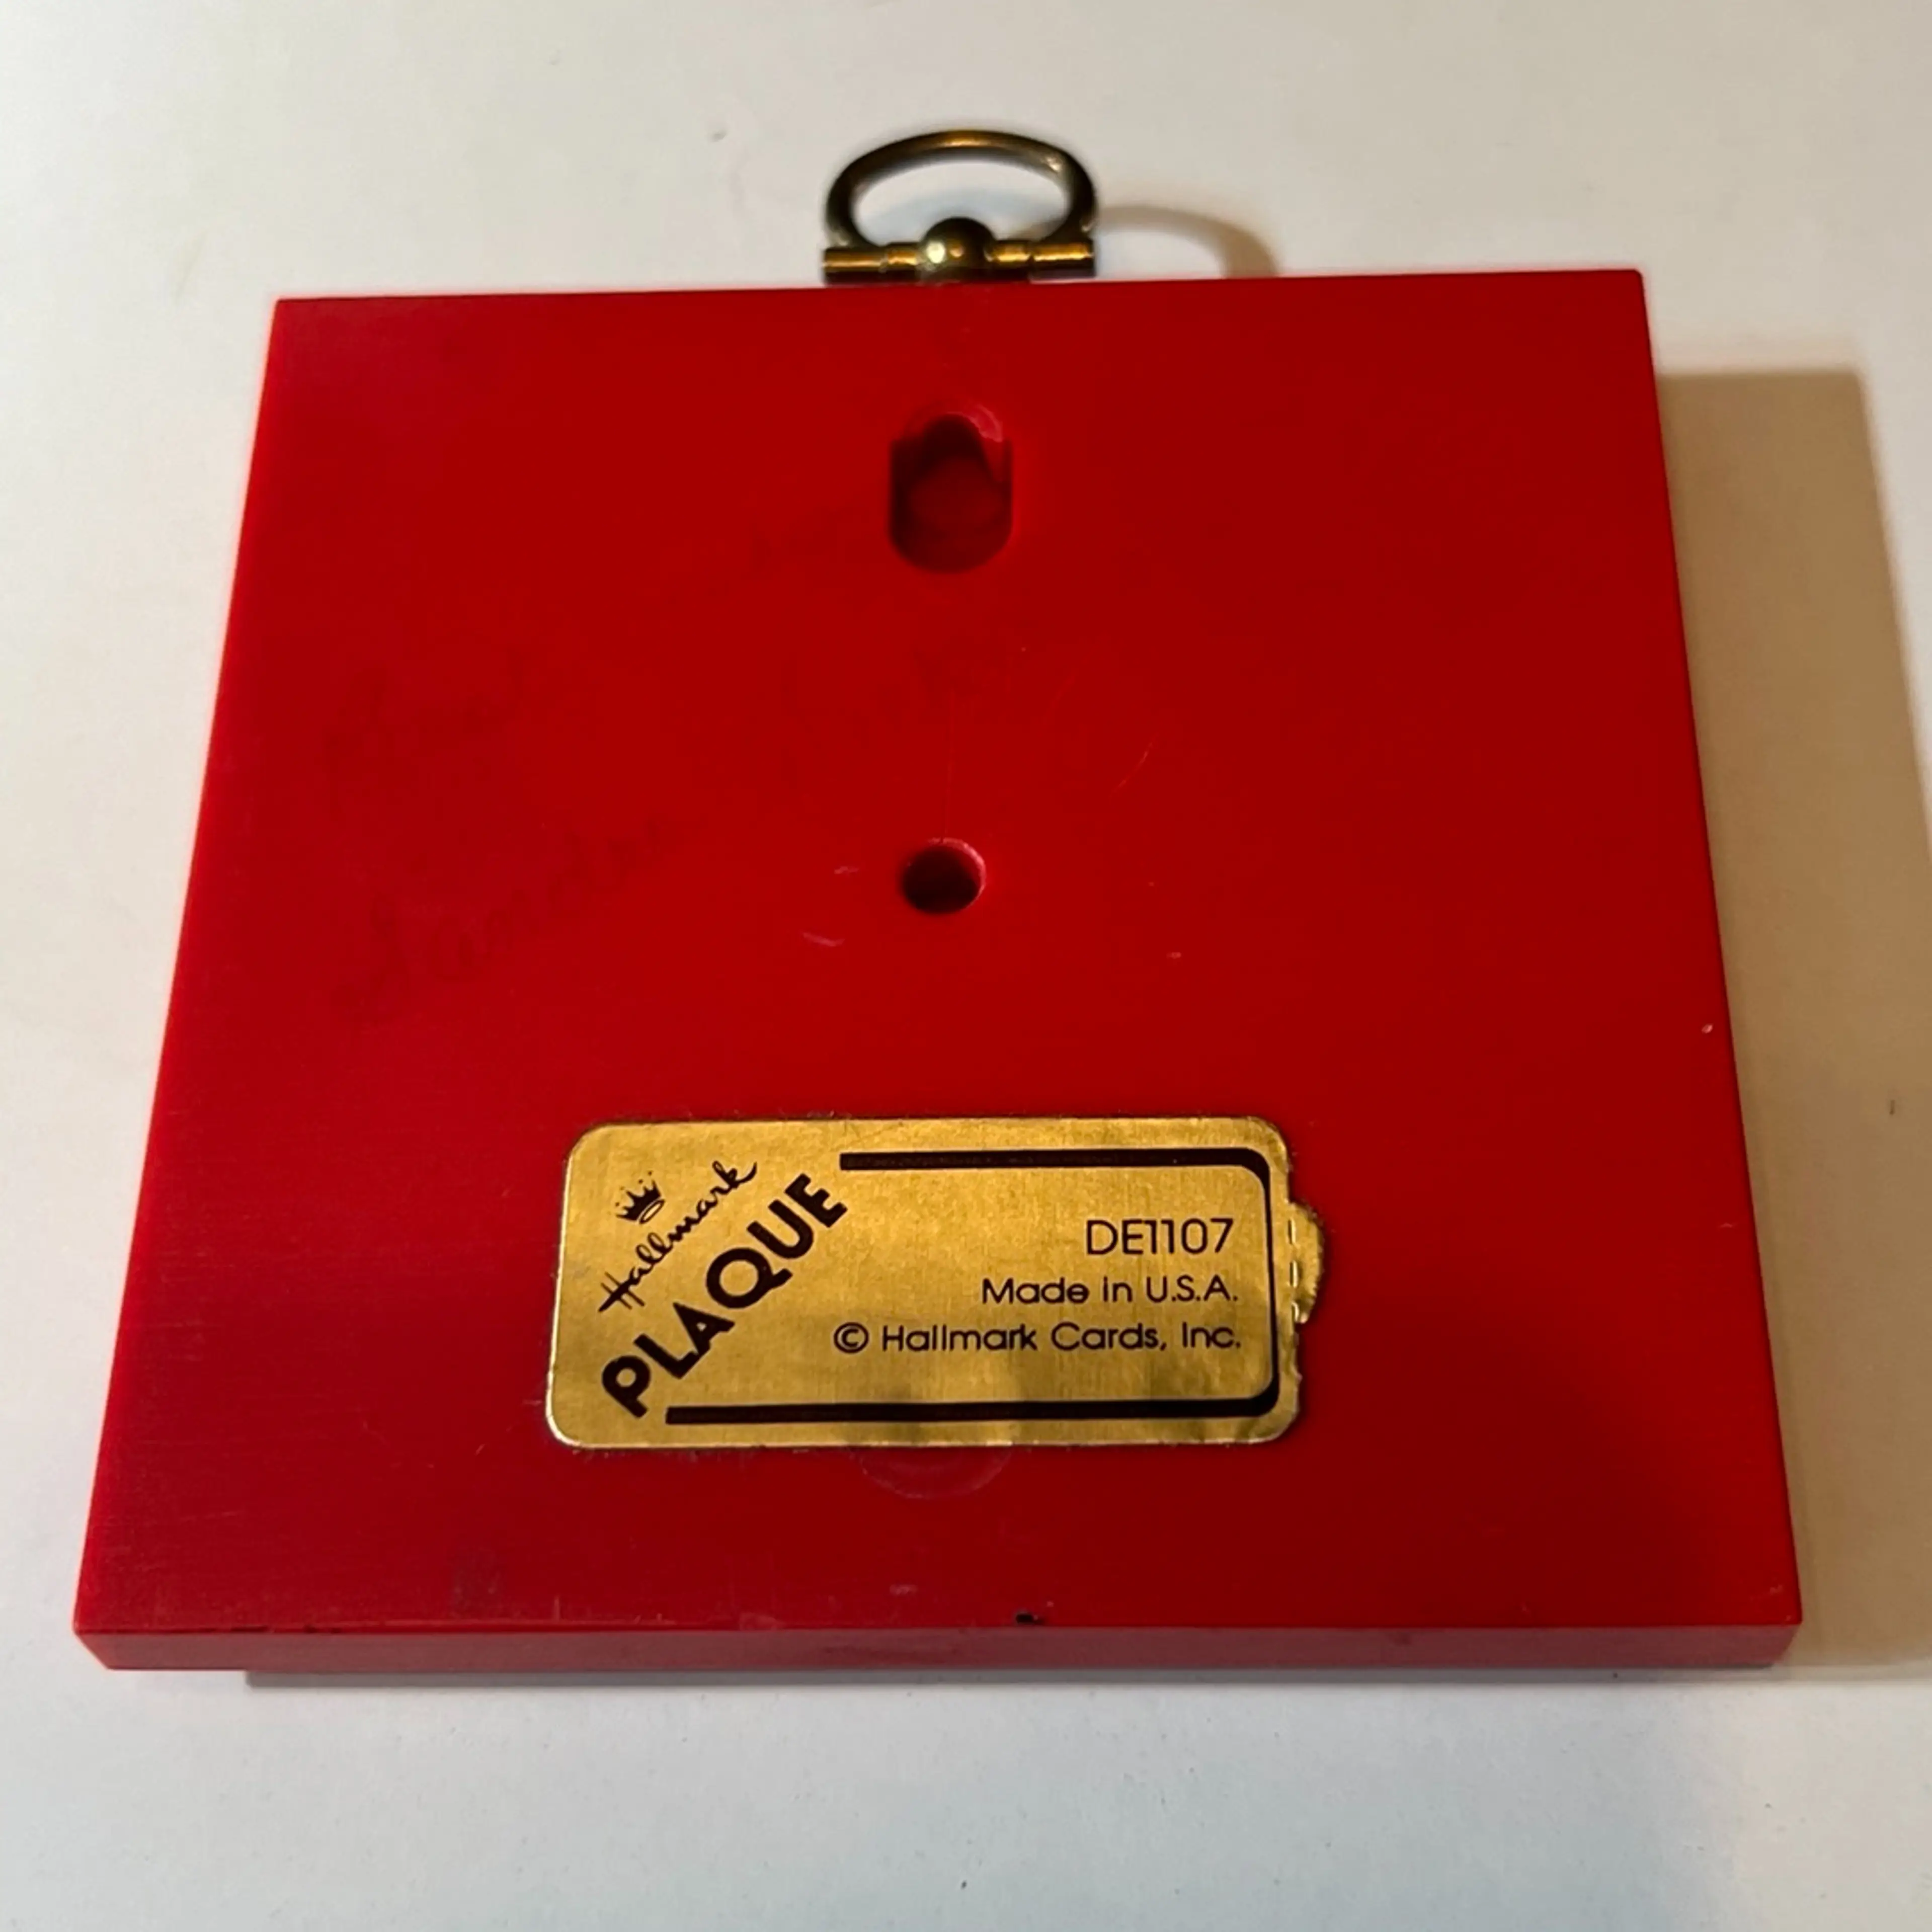 Hallmark
PLAQUE
DE1107
Made in U.S.A.
© Hallmark Cards, Inc.